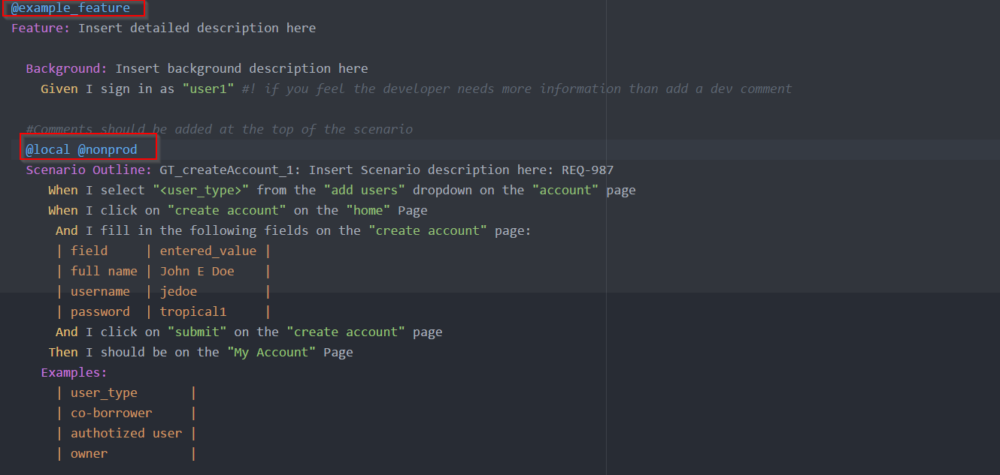 @example_feature
Feature: Insert detailed description here
Background: Insert background description here
Given I sign in as "user1" #! if you feel the developer needs more information than add a dev comment
#Comments should be added at the top of the scenario
@local @nonprod
Scenario Outline: GT_createAccount_1: Insert Scenario description here: REQ-987
When I select "<user_type>" from the "add users" dropdown on the "account" page
When I click on "create account" on the "home" Page
And I fill in the following fields on the "create account" page:
| field | entered_value |
| full name | John E Doe |
| username | jedoe |
| password | tropical1 |
And I click on "submit" on the "create account" page
Then I should be on the "My Account" Page
Examples:
| user_type |
| co-borrower |
| authotized user |
| owner |